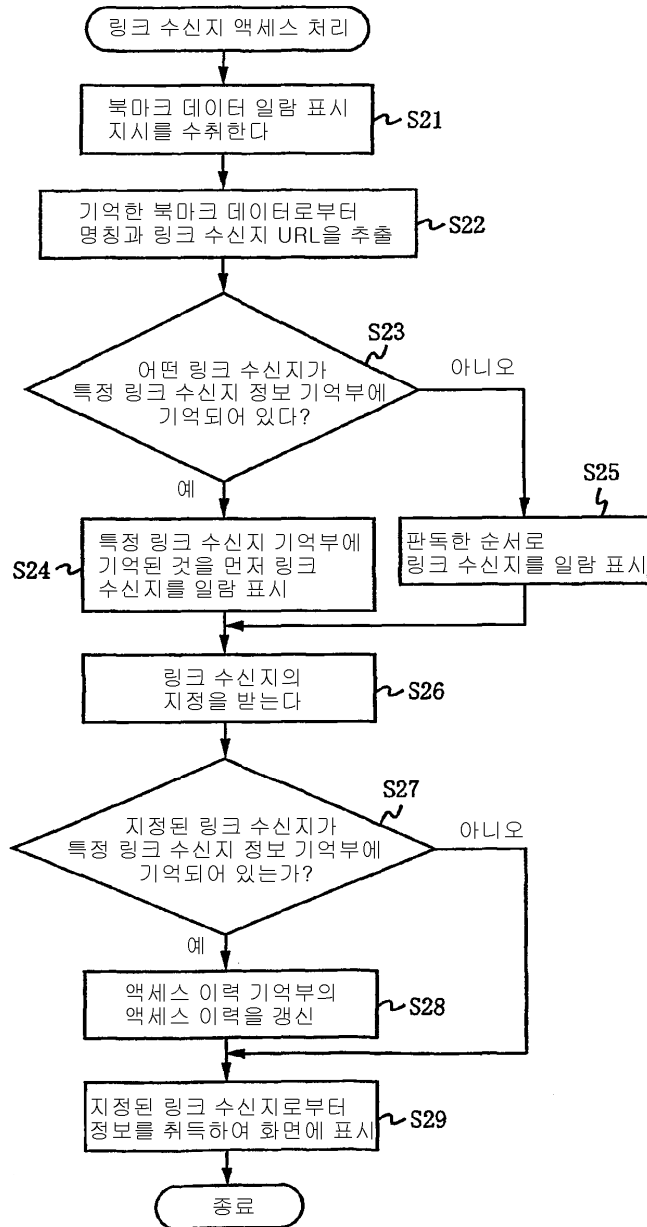 링크 수신지 액세스 처리
북마크 데이터 일람 표시
지시를 수취한다
S21
기억한 북마크 데이터로부터
명칭과 링크 수신지 URL을 추출
S22
S23
어떤 링크 수신지가
특정 링크 수신지 정보 기억부에
기억되어 있다?
아니오
예
S24
특정 링크 수신지 기억부에
기억된 것을 먼저 링크
수신지를 일람 표시
S25
판독한 순서로
링크 수신지를 일람 표시
링크 수신지의
지정을 받는다
S26
S27
지정된 링크 수신지가
특정 링크 수신지 정보 기억부에
기억되어 있는가?
아니오
예
액세스 이력 기억부의
액세스 이력을 갱신
S28
지정된 링크 수신지로부터
정보를 취득하여 화면에 표시
S29
종료